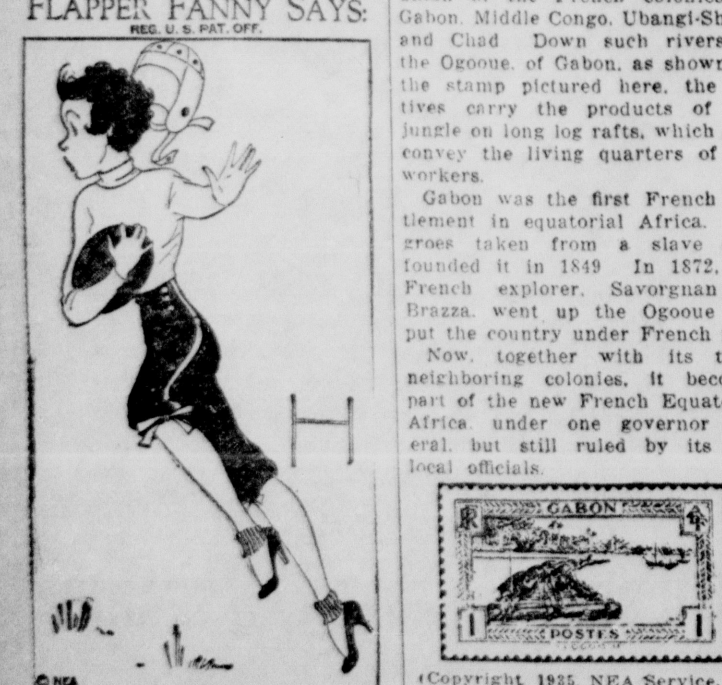 FLAPPER FANNY SAYS:
REG. U. S. PAT. OFF.
© NEA
Gabon, Middle Congo, Ubangi-Sh
and Chad Down such rivers
the Ogooue, of Gabon, as shown
the stamp pictured here, the
tives carry the products of
jungle on long log rafts, which
convey the living quarters of
workers.
Gabon was the first French
tlement in equatorial Africa.
groes taken from a slave
founded it in 1849 In 1872,
French explorer, Savorgnan
Brazza, went up the Ogooue
put the country under French
Now, together with its t
neighboring colonies, it beco
part of the new French Equat
Africa, under one governor
eral, but still ruled by its
local officials.
GABON
1 POSTES 1
(Copyright, 1935, NEA Service,